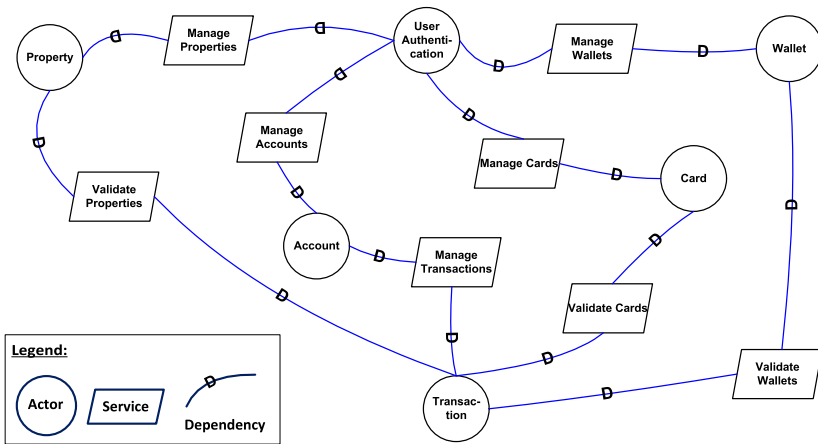 Property
D
Manage
Properties
D
User
Authenti-
cation
D
Manage
Wallets
D
Wallet
D
D
Manage
Accounts
D
Manage Cards
D
Card
D
Validate
Properties
D
Account
D
Manage
Transactions
D
D
D
Validate Cards
D
D
Validate
Wallets
D
Transac-
tion
Legend:
Actor
Service
D
Dependency